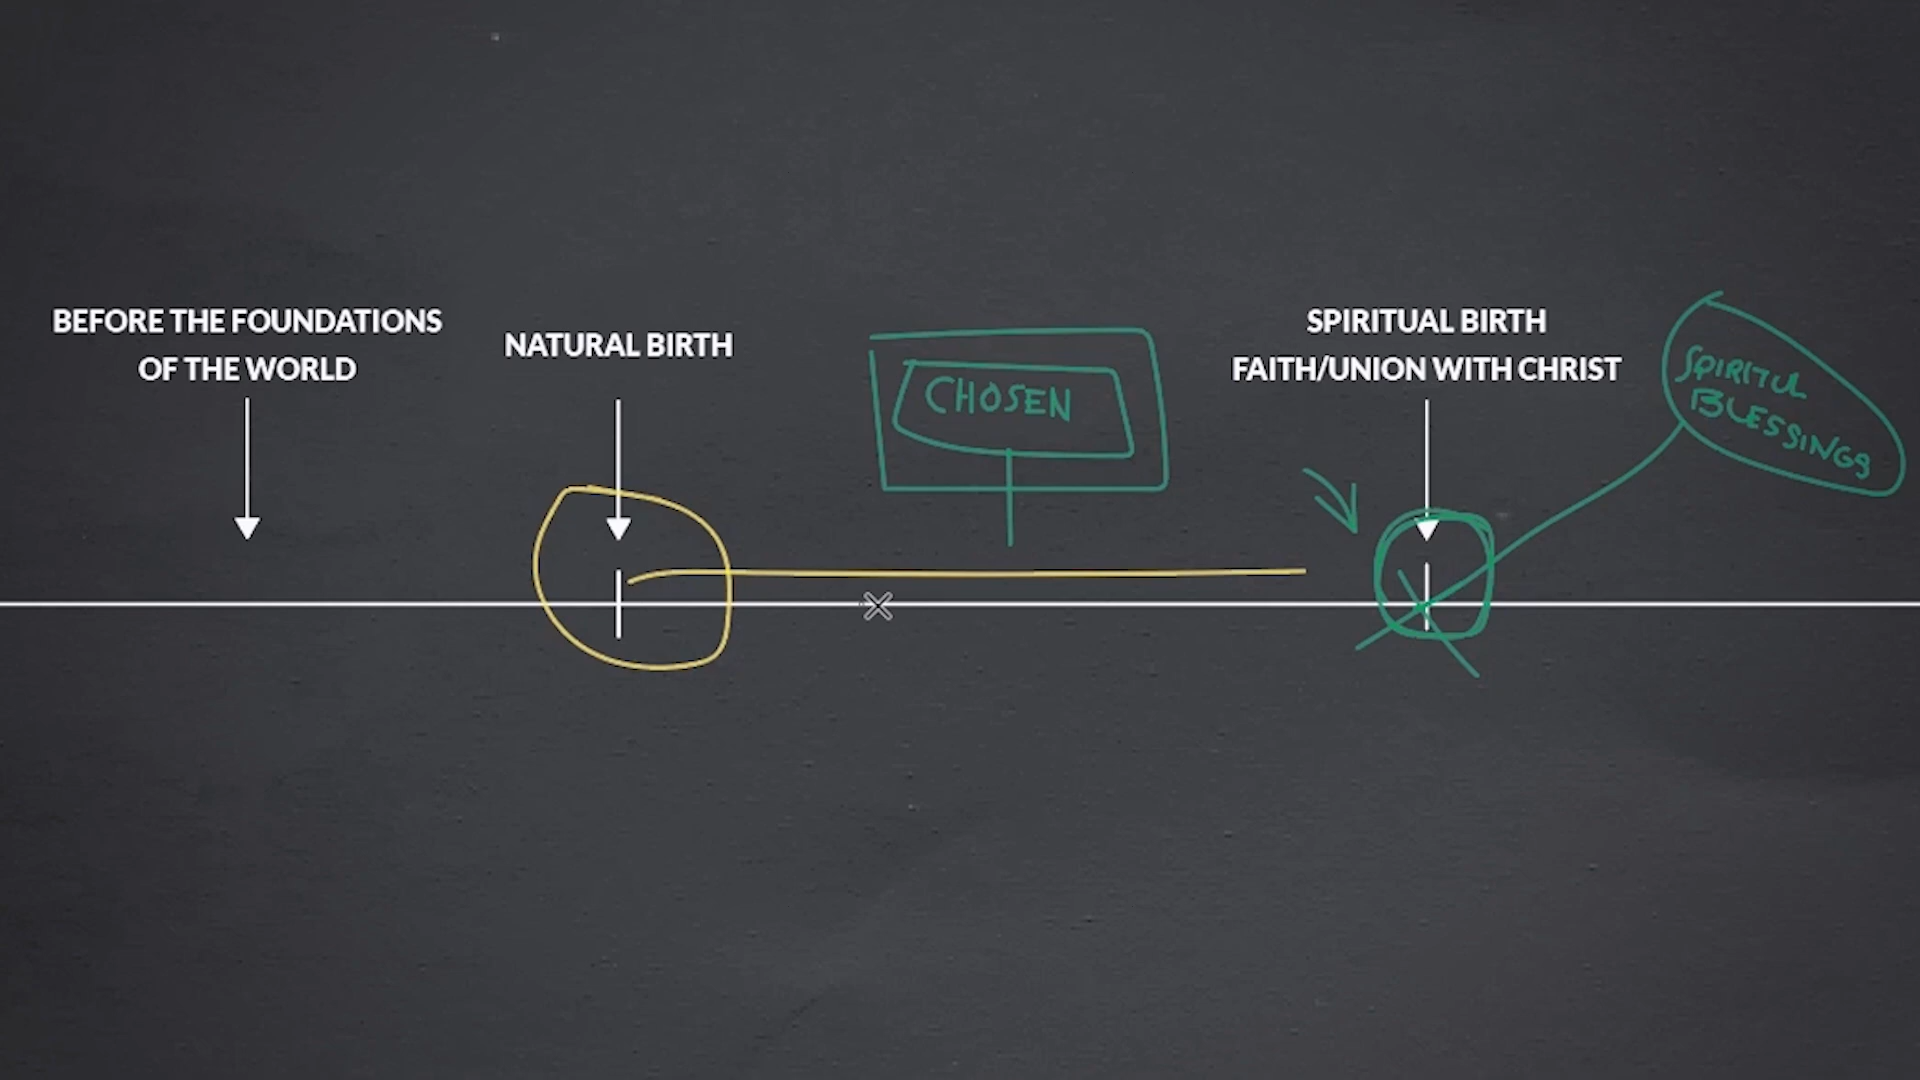 BEFORE THE FOUNDATIONS
OF THE WORLD
NATURAL BIRTH
CHOSEN
SPIRITUAL BIRTH
FAITH/UNION WITH CHRIST
SPIRITUL
BLESSINGS